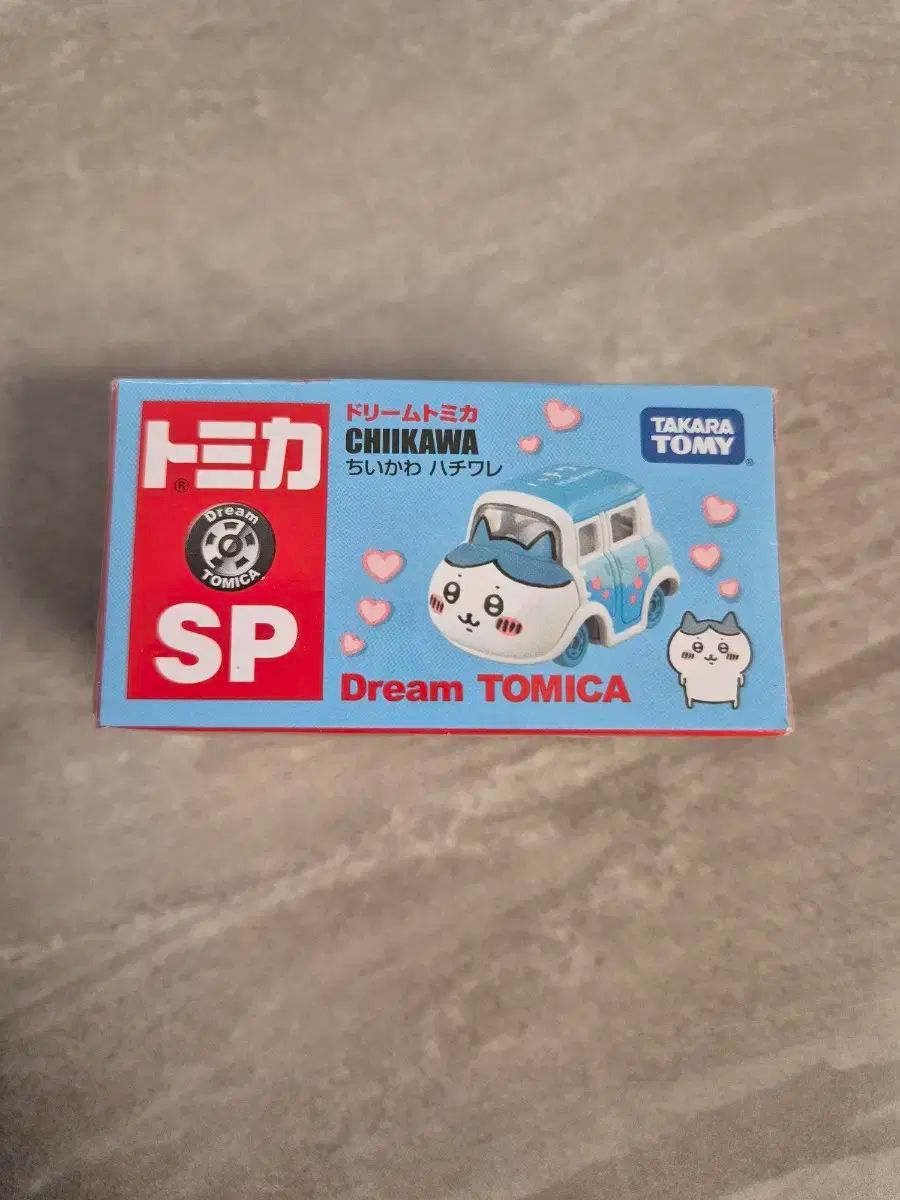 トミカ
®
Dream
TOMICA
SP
ドリームトミカ
CHIIKAWA
ちいかわ ハチワレ
Dream TOMICA
TAKARA
TOMY
®